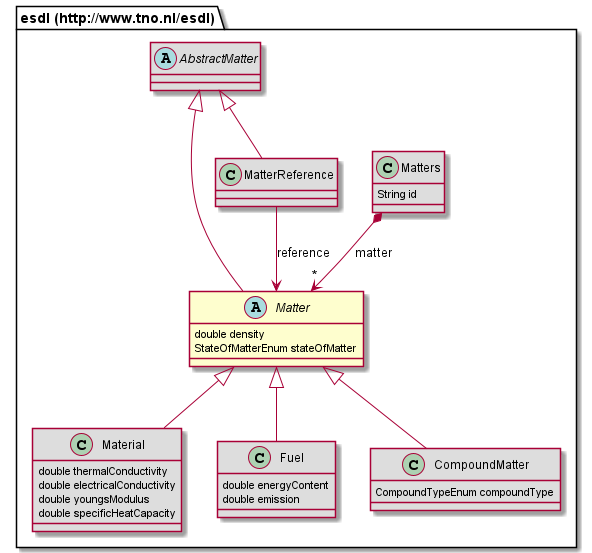 esdl (http://www.tno.nl/esdl)
A AbstractMatter
C MatterReference
C Matters
String id
reference
matter
*
A Matter
double density
StateOfMatterEnum stateOfMatter
C Material
double thermalConductivity
double electricalConductivity
double youngsModulus
double specificHeatCapacity
C Fuel
double energyContent
double emission
C CompoundMatter
CompoundTypeEnum compoundType